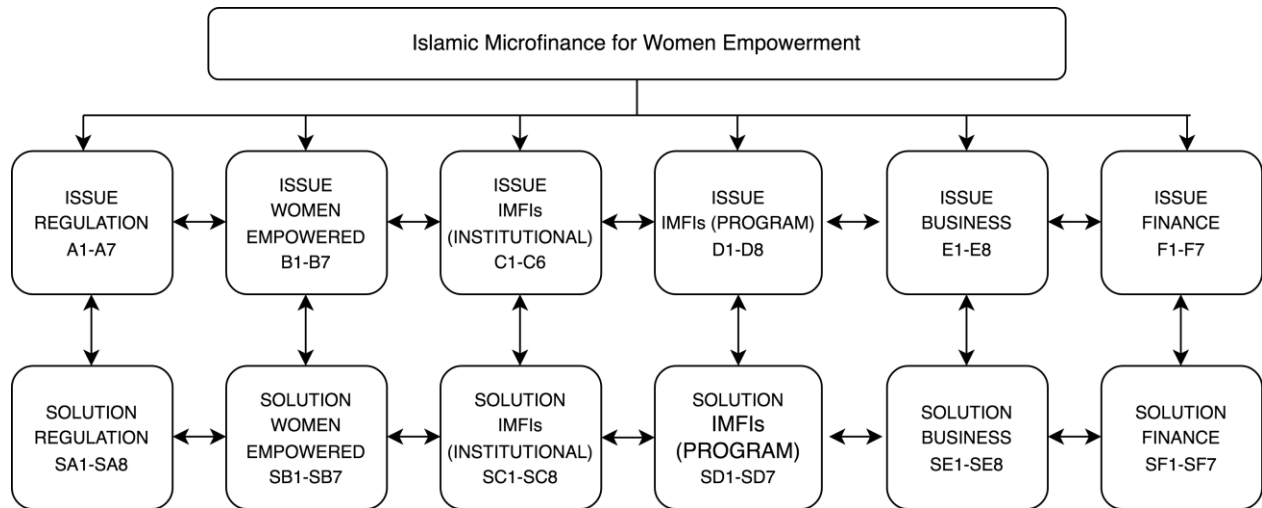 Islamic Microfinance for Women Empowerment
ISSUE
REGULATION
A1-A7
ISSUE
WOMEN
EMPOWERED
B1-B7
ISSUE
IMFIs
(INSTITUTIONAL)
C1-C6
ISSUE
IMFIs (PROGRAM)
D1-D8
ISSUE
BUSINESS
E1-E8
ISSUE
FINANCE
F1-F7
SOLUTION
REGULATION
SA1-SA8
SOLUTION
WOMEN
EMPOWERED
SB1-SB7
SOLUTION
IMFIs
(INSTITUTIONAL)
SC1-SC8
SOLUTION
IMFIs
(PROGRAM)
SD1-SD7
SOLUTION
BUSINESS
SE1-SE8
SOLUTION
FINANCE
SF1-SF7